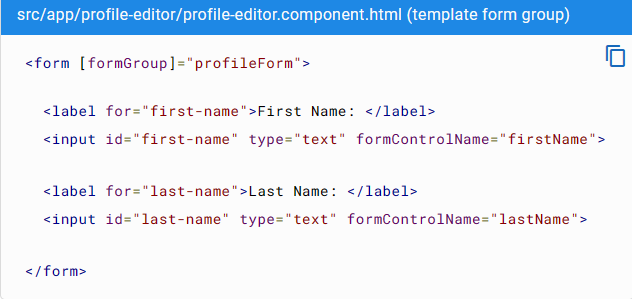 src/app/profile-editor/profile-editor.component.html (template form group)
<form [formGroup]="profileForm">
<label for="first-name">First Name: </label>
<input id="first-name" type="text" formControlName="firstName">
<label for="last-name">Last Name: </label>
<input id="last-name" type="text" formControlName="lastName">
</form>